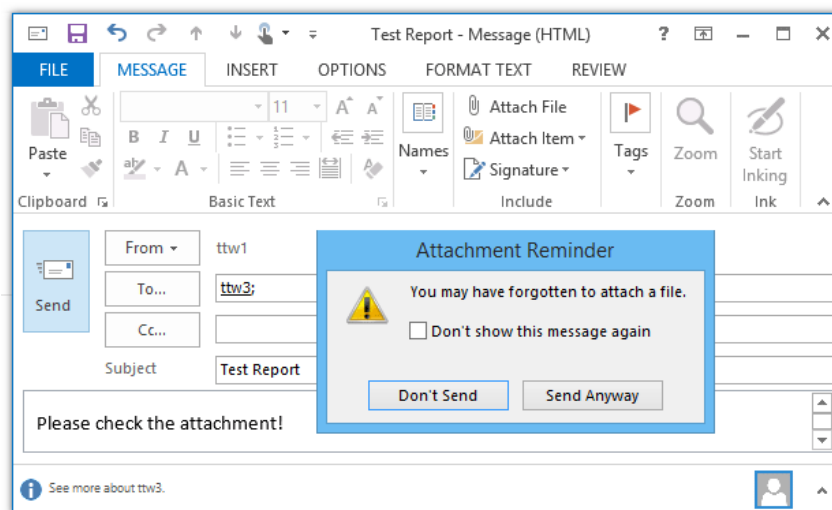 Test Report - Message (HTML) ?
FILE MESSAGE INSERT OPTIONS FORMAT TEXT REVIEW
Paste
Clipboard
11 A A
B I U
aby A
Basic Text
Names
Attach File
Attach Item
Signature
Include
Tags
Zoom
Zoom
Start
Inking
Ink
Send
From ttw1
To... ttw3;
Cc...
Subject Test Report
Attachment Reminder
You may have forgotten to attach a file.
Don't show this message again
Don't Send Send Anyway
Please check the attachment!
See more about ttw3.